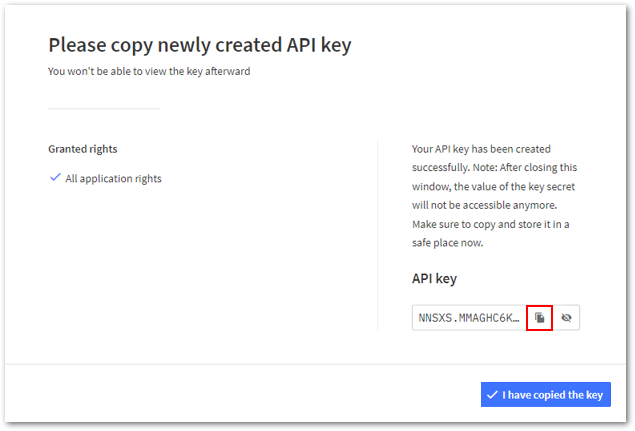 Please copy newly created API key
You won't be able to view the key afterward
Granted rights
All application rights
Your API key has been created
successfully. Note: After closing this
window, the value of the key secret
will not be accessible anymore.
Make sure to copy and store it in a
safe place now.
API key
NNSXS.MMAGHC6K…
I have copied the key